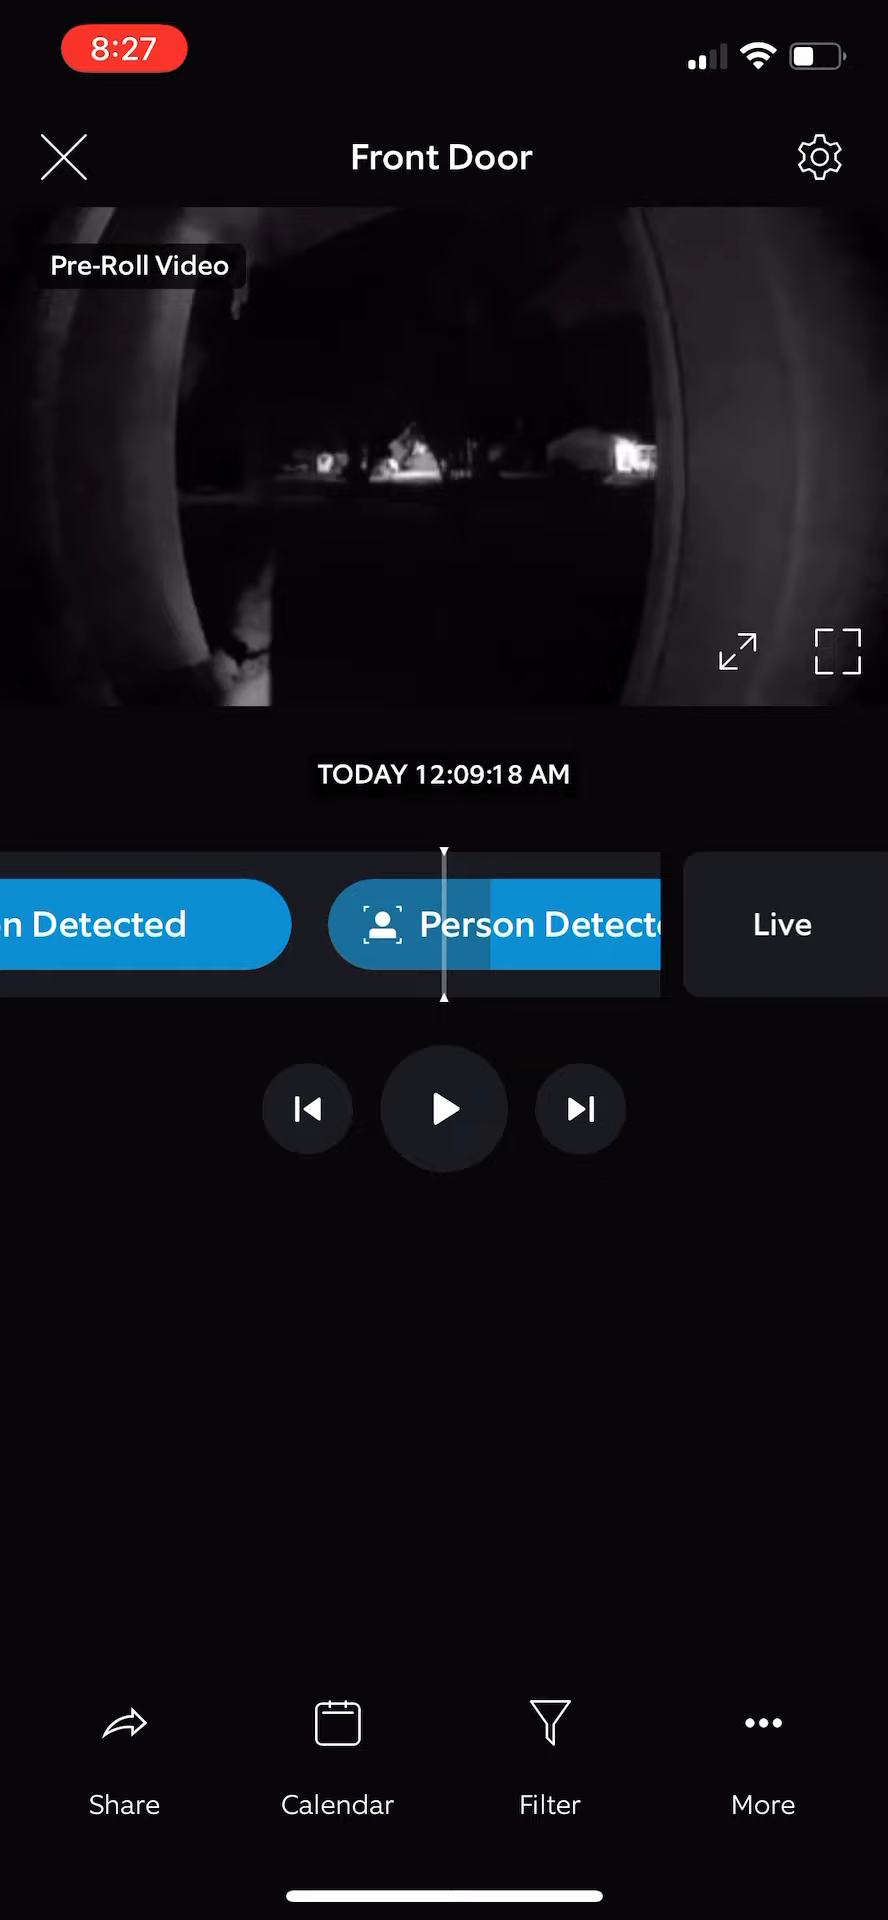 8:27
Front Door
Pre-Roll Video
TODAY 12:09:18 AM
n Detected
Person Detect
Live
Share
Calendar
Filter
More